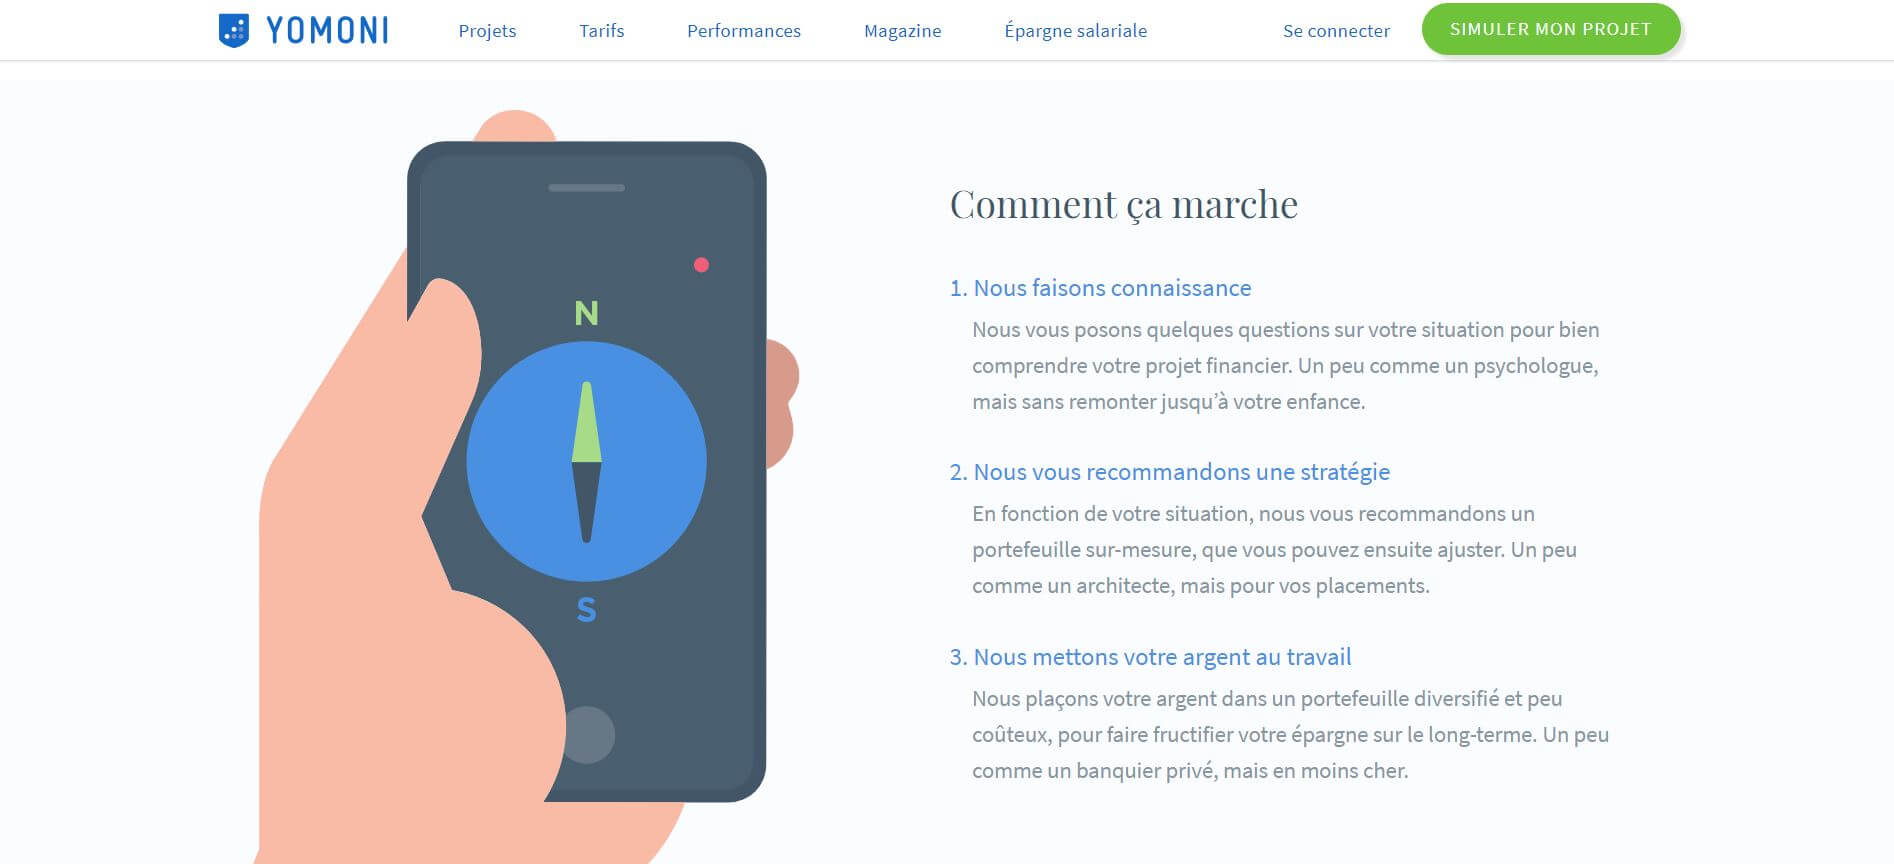 YOMONI
Projets
Tarifs
Performances
Magazine
Épargne salariale
Se connecter
SIMULER MON PROJET
N
S
Comment ça marche
1. Nous faisons connaissance
Nous vous posons quelques questions sur votre situation pour bien
comprendre votre projet financier. Un peu comme un psychologue,
mais sans remonter jusqu’à votre enfance.
2. Nous vous recommandons une stratégie
En fonction de votre situation, nous vous recommandons un
portefeuille sur-mesure, que vous pouvez ensuite ajuster. Un peu
comme un architecte, mais pour vos placements.
3. Nous mettons votre argent au travail
Nous plaçons votre argent dans un portefeuille diversifié et peu
coûteux, pour faire fructifier votre épargne sur le long-terme. Un peu
comme un banquier privé, mais en moins cher.